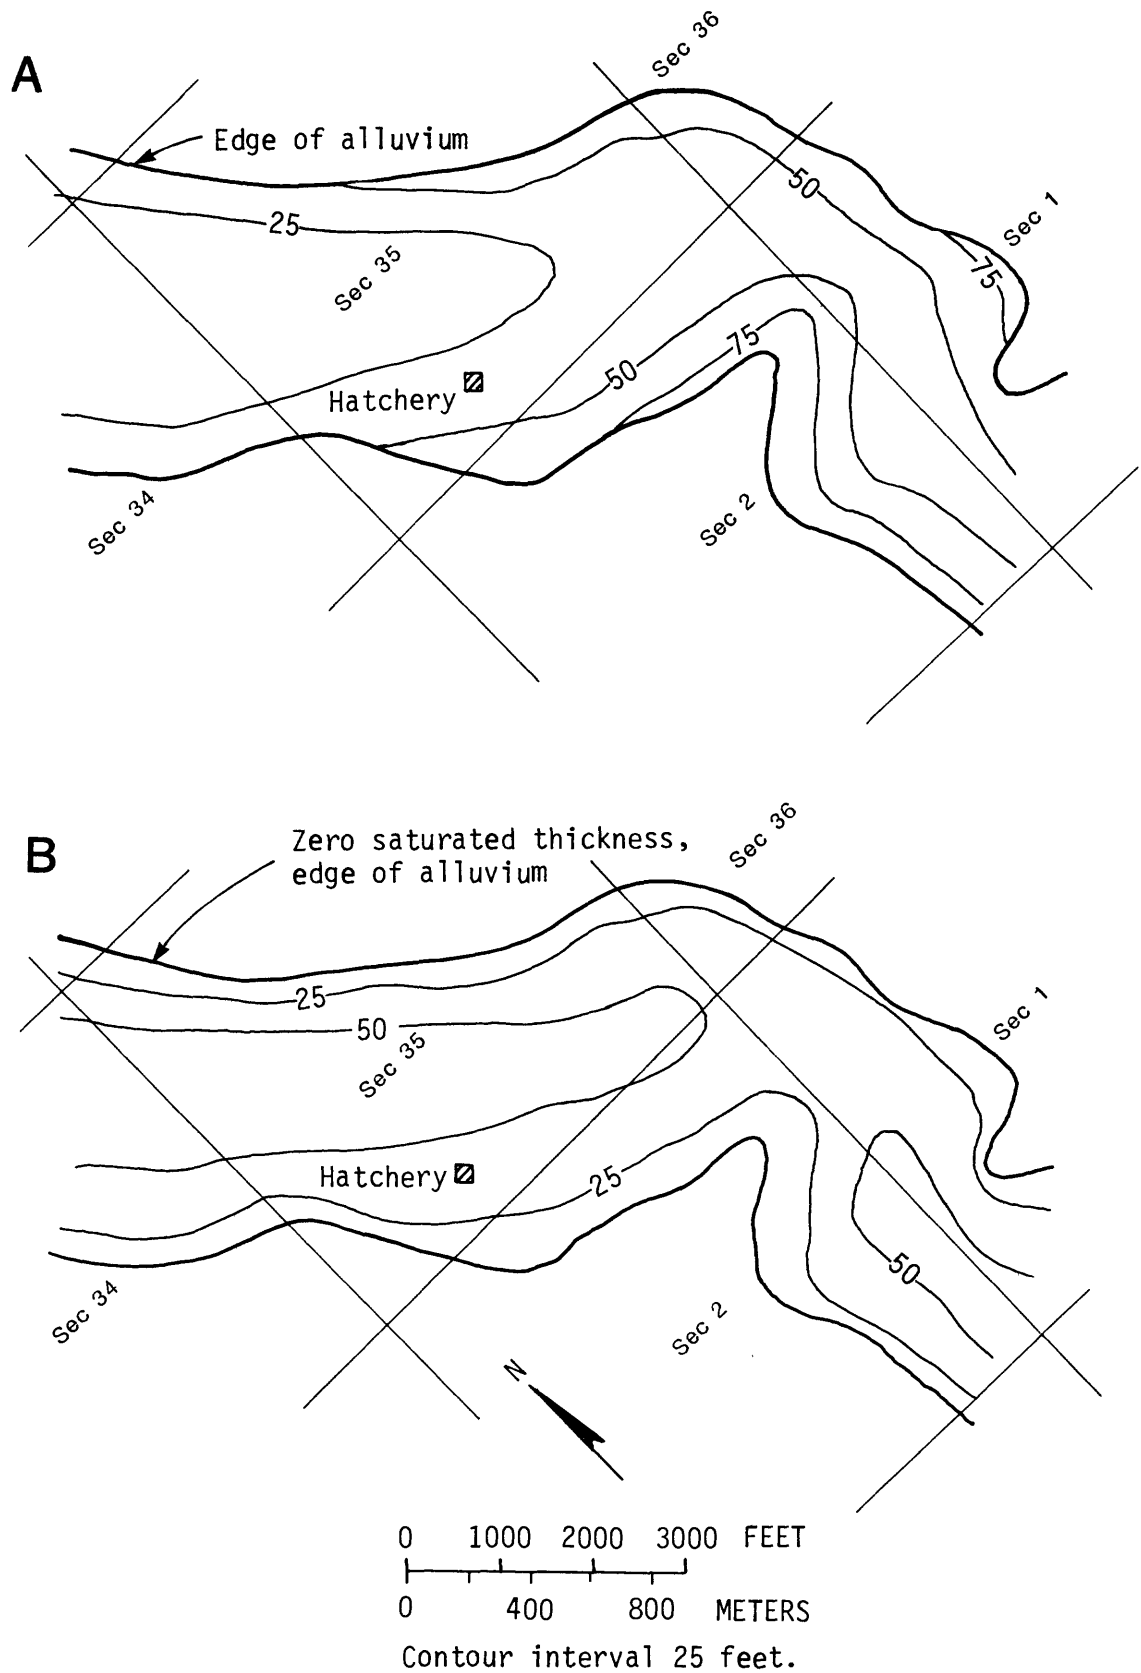 A
Sec 36
Edge of alluvium
50
Sec 1
25
75
Sec 35
75
50
Hatchery
Sec 34
Sec 2
B
Zero saturated thickness,
edge of alluvium
Sec 36
25
50
Sec 35
Sec 1
Hatchery
25
50
Sec 34
Sec 2
N
0 1000 2000 3000 FEET
0 400 800 METERS
Contour interval 25 feet.